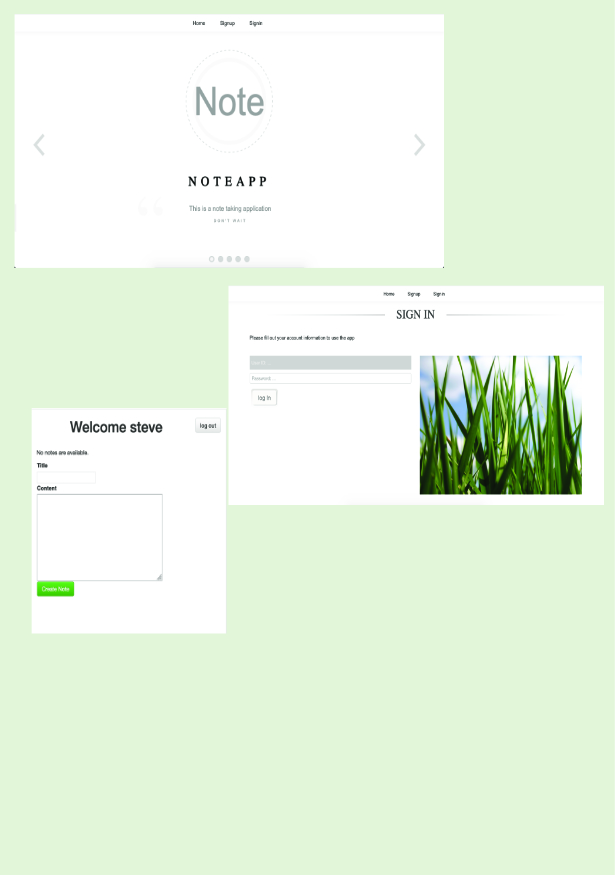 Home Signup Signin
Note
NOTEAPP
This is a note taking application
DON'T WAIT
Home Signup Sign in
SIGN IN
Please fill out your account information to use the app
Password ...
log in
Welcome steve
log out
No notes are available.
Title
Content
Create Note